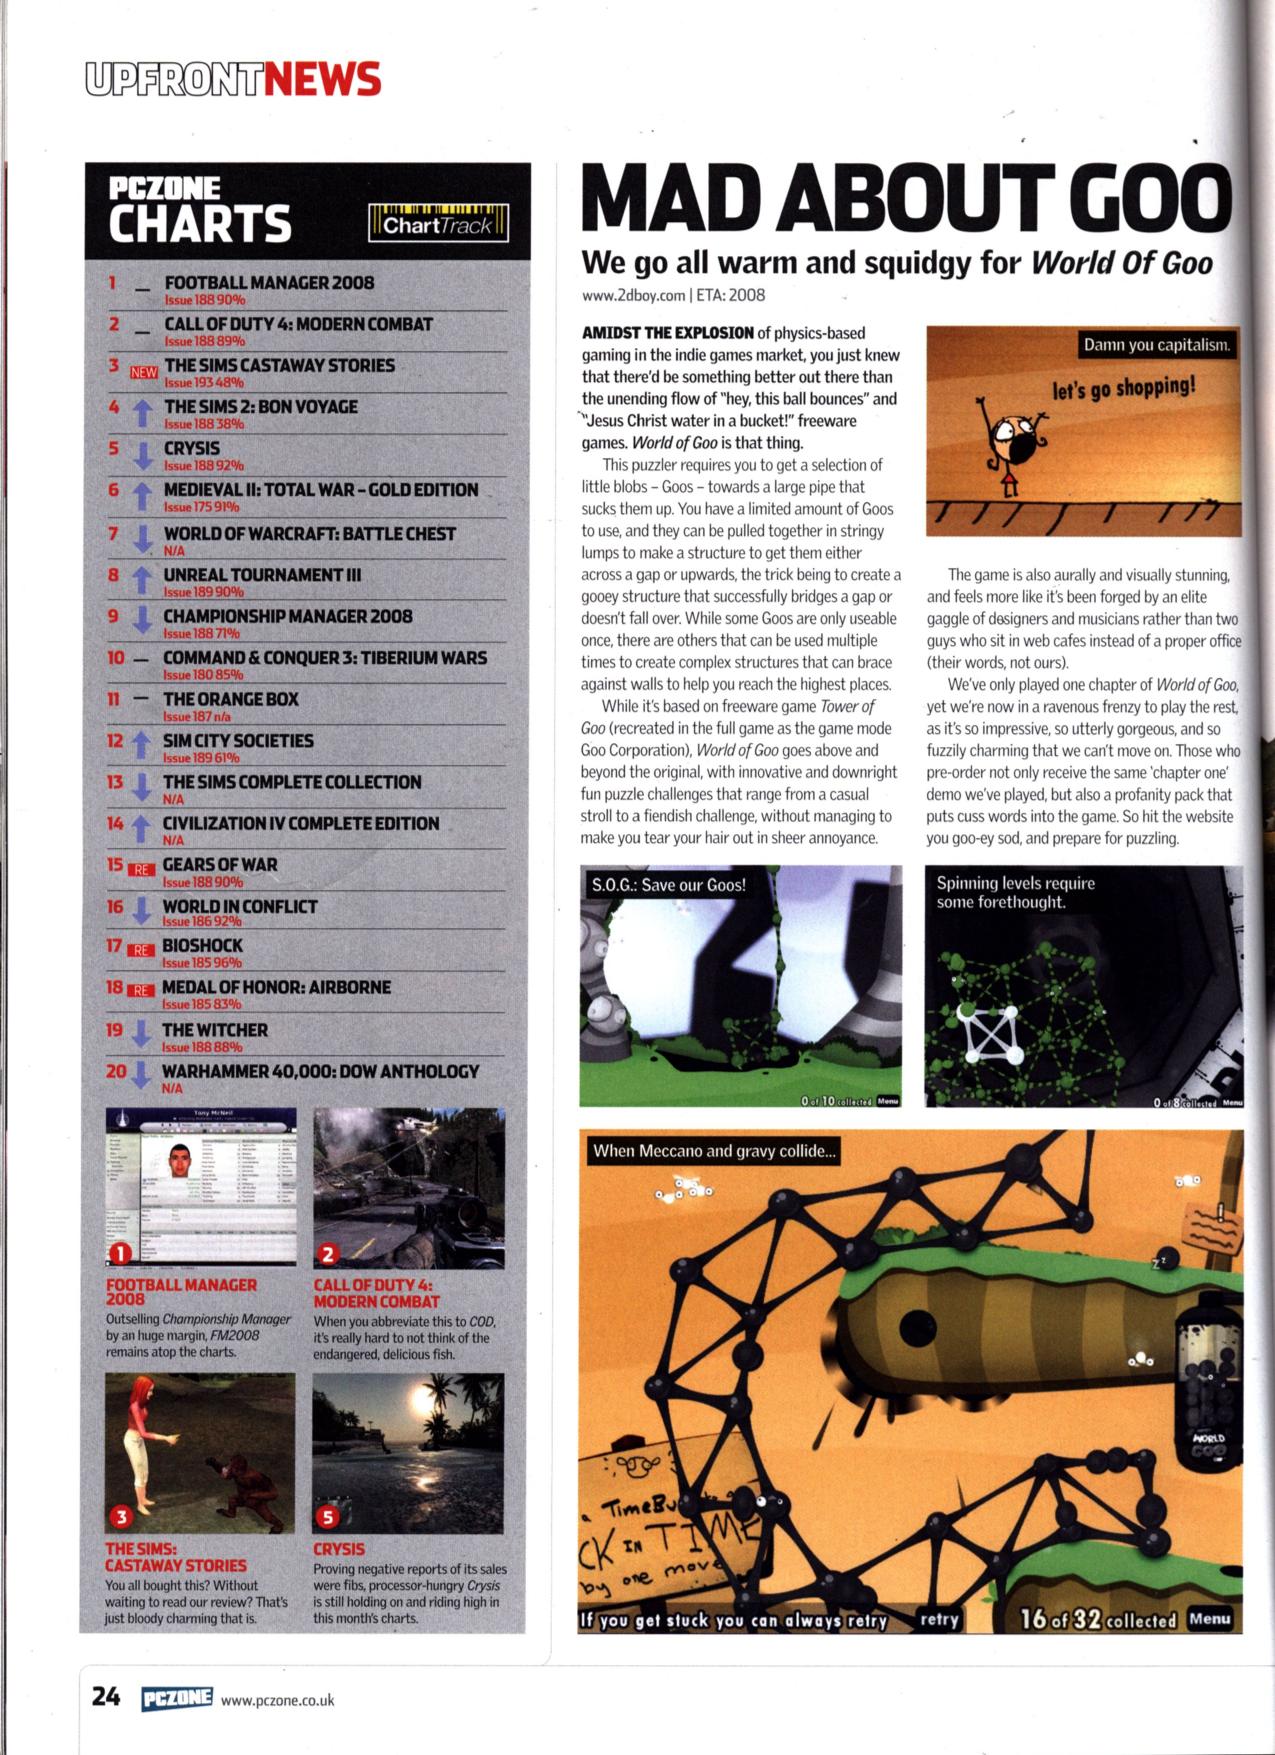 UPFRONTNEWS
PCZONE
CHARTS
ChartTrack
1 – FOOTBALL MANAGER 2008
Issue 188 90%
2 – CALL OF DUTY 4: MODERN COMBAT
Issue 188 89%
3 NEW THE SIMS CASTAWAY STORIES
Issue 193 48%
4 THE SIMS 2: BON VOYAGE
Issue 188 38%
5 CRYSIS
Issue 188 92%
6 MEDIEVAL II: TOTAL WAR – GOLD EDITION
Issue 175 91%
7 WORLD OF WARCRAFT: BATTLE CHEST
N/A
8 UNREAL TOURNAMENT III
Issue 189 90%
9 CHAMPIONSHIP MANAGER 2008
Issue 188 71%
10 – COMMAND & CONQUER 3: TIBERIUM WARS
Issue 180 85%
11 – THE ORANGE BOX
Issue 187 n/a
12 SIM CITY SOCIETIES
Issue 189 61%
13 THE SIMS COMPLETE COLLECTION
N/A
14 CIVILIZATION IV COMPLETE EDITION
N/A
15 RE GEARS OF WAR
Issue 188 90%
16 WORLD IN CONFLICT
Issue 186 92%
17 RE BIOSHOCK
Issue 185 96%
18 RE MEDAL OF HONOR: AIRBORNE
Issue 185 83%
19 THE WITCHER
Issue 188 88%
20 WARHAMMER 40,000: DOW ANTHOLOGY
N/A
Tony McNeil
1
FOOTBALL MANAGER
2008
Outselling Championship Manager
by an huge margin, FM2008
remains atop the charts.
2
CALL OF DUTY 4:
MODERN COMBAT
When you abbreviate this to COD,
it's really hard to not think of the
endangered, delicious fish.
3
THE SIMS:
CASTAWAY STORIES
You all bought this? Without
waiting to read our review? That's
just bloody charming that is.
5
CRYSIS
Proving negative reports of its sales
were fibs, processor-hungry Crysis
is still holding on and riding high in
this month's charts.
MAD ABOUT GOO
We go all warm and squidgy for World Of Goo
www.2dboy.com | ETA: 2008
AMIDST THE EXPLOSION of physics-based
gaming in the indie games market, you just knew
that there'd be something better out there than
the unending flow of "hey, this ball bounces" and
"Jesus Christ water in a bucket!" freeware
games. World of Goo is that thing.
This puzzler requires you to get a selection of
little blobs – Goos – towards a large pipe that
sucks them up. You have a limited amount of Goos
to use, and they can be pulled together in stringy
lumps to make a structure to get them either
across a gap or upwards, the trick being to create a
gooey structure that successfully bridges a gap or
doesn't fall over. While some Goos are only useable
once, there are others that can be used multiple
times to create complex structures that can brace
against walls to help you reach the highest places.
While it's based on freeware game Tower of
Goo (recreated in the full game as the game mode
Goo Corporation), World of Goo goes above and
beyond the original, with innovative and downright
fun puzzle challenges that range from a casual
stroll to a fiendish challenge, without managing to
make you tear your hair out in sheer annoyance.
Damn you capitalism.
let's go shopping!
The game is also aurally and visually stunning,
and feels more like it's been forged by an elite
gaggle of designers and musicians rather than two
guys who sit in web cafes instead of a proper office
(their words, not ours).
We've only played one chapter of World of Goo,
yet we're now in a ravenous frenzy to play the rest,
as it's so impressive, so utterly gorgeous, and so
fuzzily charming that we can't move on. Those who
pre-order not only receive the same 'chapter one'
demo we've played, but also a profanity pack that
puts cuss words into the game. So hit the website
you goo-ey sod, and prepare for puzzling.
S.O.G.: Save our Goos!
0 of 10 collected Menu
Spinning levels require
some forethought.
0 of 8 collected Menu
When Meccano and gravy collide...
!
zz
WORLD
GOO
a TimeBu
CK IN TIME
by one move
If you get stuck you can always retry
retry
16 of 32 collected Menu
24 PCZONE www.pczone.co.uk